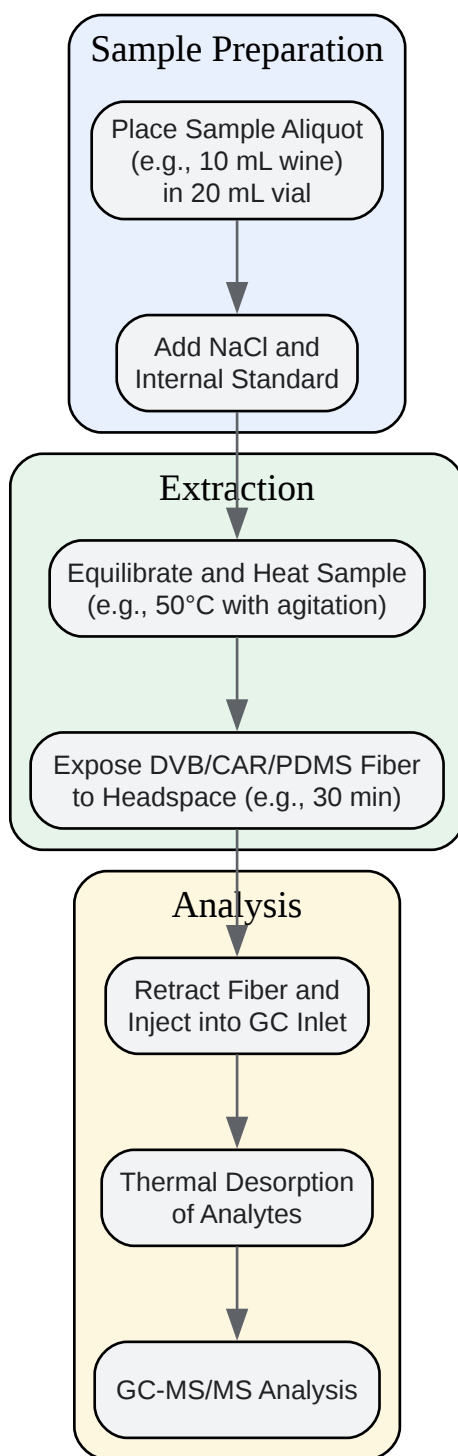 Sample Preparation
Place Sample Aliquot
(e.g., 10 mL wine)
in 20 mL vial
Add NaCl and
Internal Standard
Extraction
Equilibrate and Heat Sample
(e.g., 50°C with agitation)
Expose DVB/CAR/PDMS Fiber
to Headspace (e.g., 30 min)
Analysis
Retract Fiber and
Inject into GC Inlet
Thermal Desorption
of Analytes
GC-MS/MS Analysis